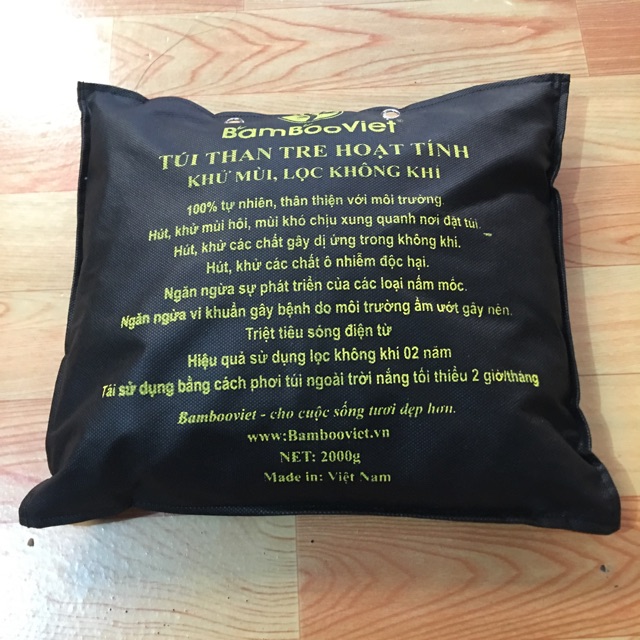 BamBooViet
TÚI THAN TRE HOẠT TÍNH
KHỬ MÙI, LỌC KHÔNG KHÍ
100% tự nhiên, thân thiện với môi trường.
Hút, khử mùi hôi, mùi khó chịu xung quanh nơi đặt túi.
Hút, khử các chất gây dị ứng trong không khí.
Hút, khử các chất ô nhiễm độc hại.
Ngăn ngừa sự phát triển của các loại nấm mốc.
Ngăn ngừa vi khuẩn gây bệnh do môi trường ẩm ướt gây nên.
Triệt tiêu sóng điện từ
Hiệu quả sử dụng lọc không khí 02 năm
Tái sử dụng bằng cách phơi túi ngoài trời nắng tối thiểu 2 giờ/tháng
Bambooviet - cho cuộc sống tươi đẹp hơn.
www:Bambooviet.vn
NET: 2000g
Made in: Việt Nam